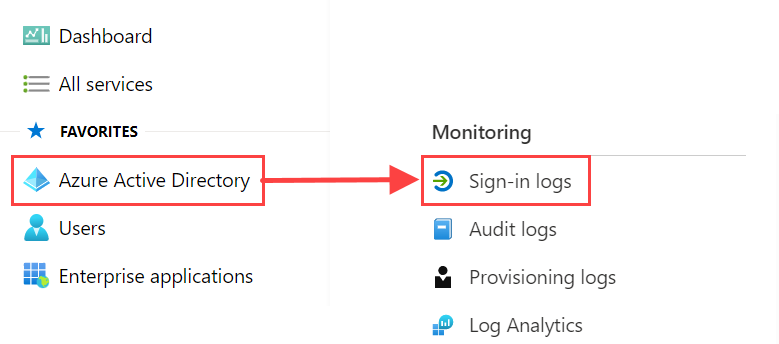 Dashboard
All services
FAVORITES
Azure Active Directory
Users
Enterprise applications
Monitoring
Sign-in logs
Audit logs
Provisioning logs
Log Analytics